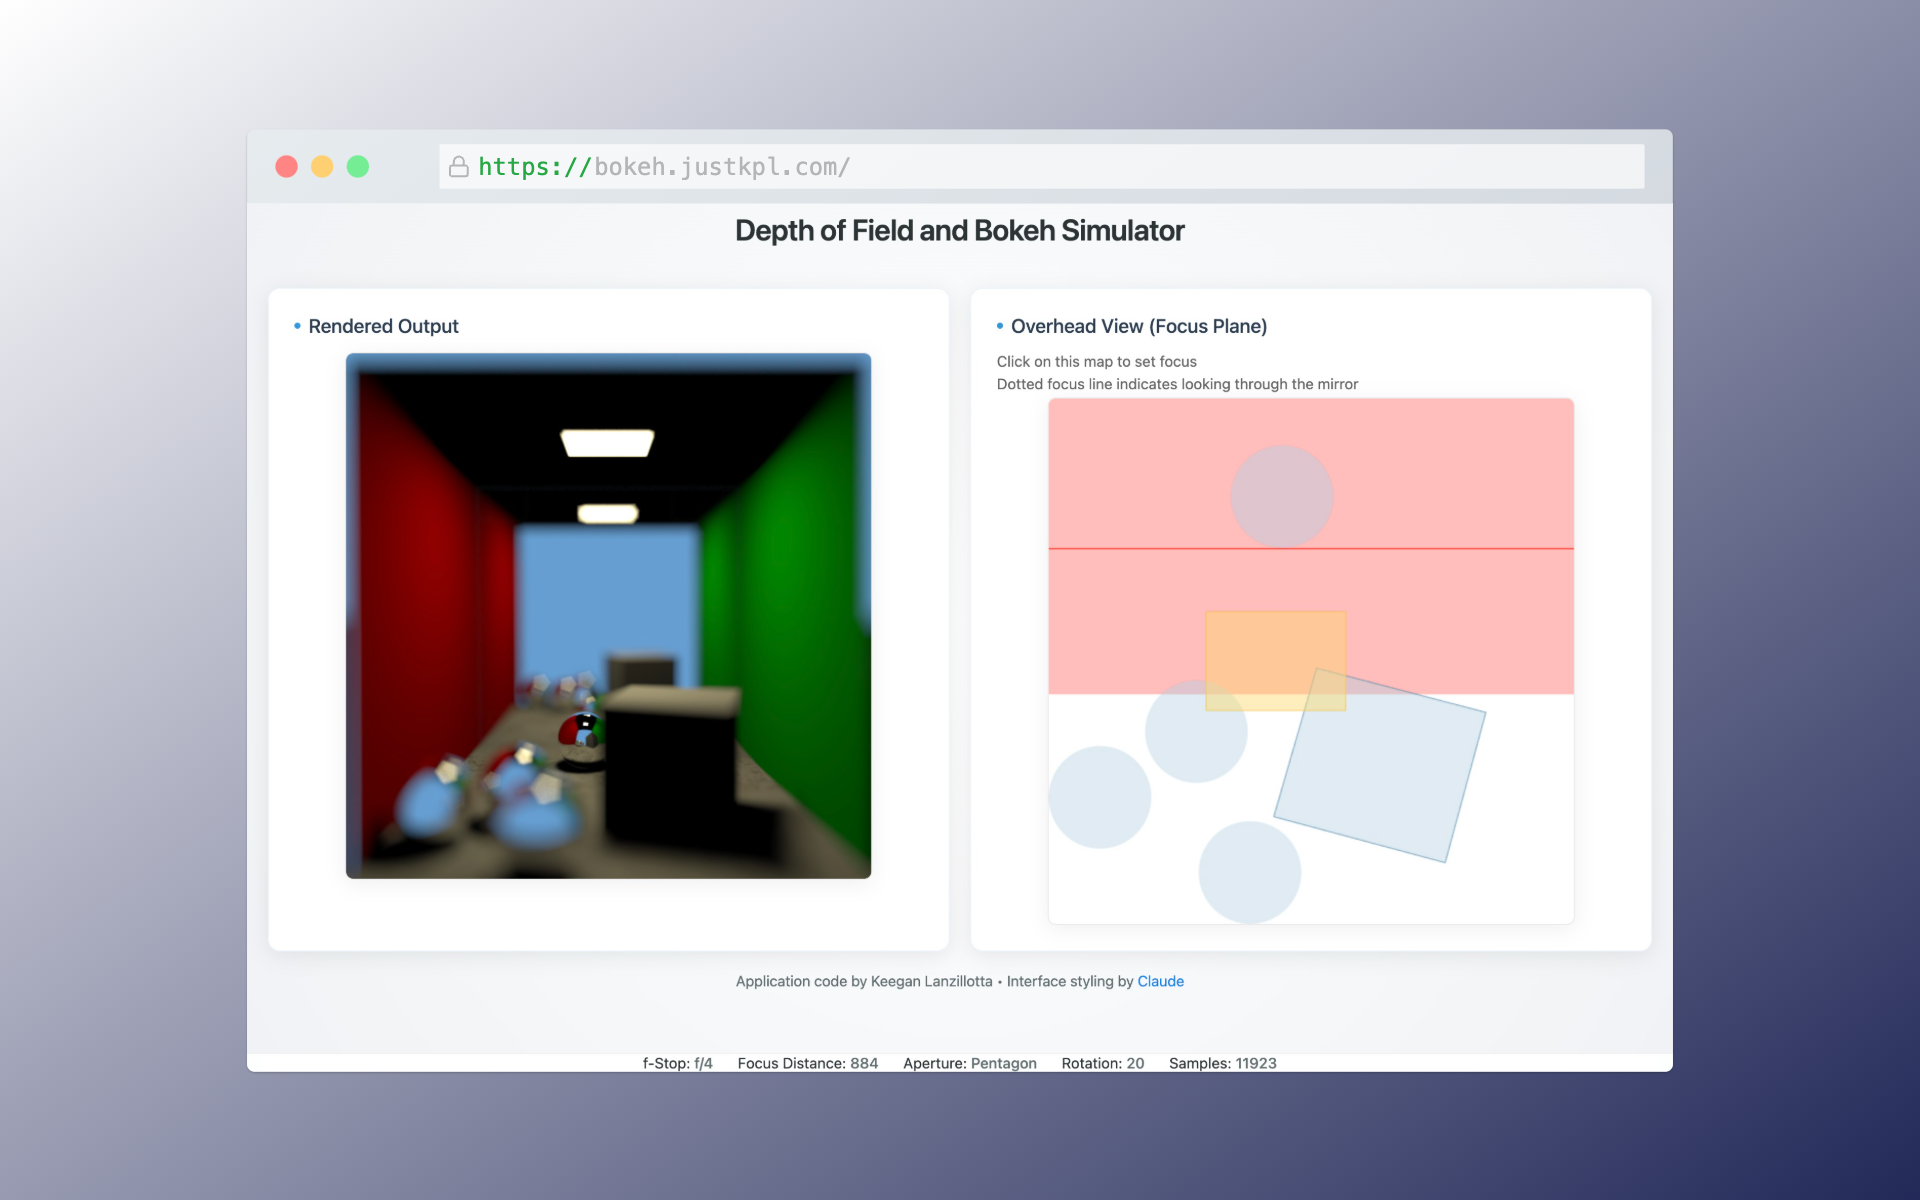 https://bokeh.justkpl.com/
Depth of Field and Bokeh Simulator
• Rendered Output
• Overhead View (Focus Plane)
Click on this map to set focus
Dotted focus line indicates looking through the mirror
Application code by Keegan Lanzillotta • Interface styling by Claude
f-Stop: f/4 Focus Distance: 884 Aperture: Pentagon Rotation: 20 Samples: 11923